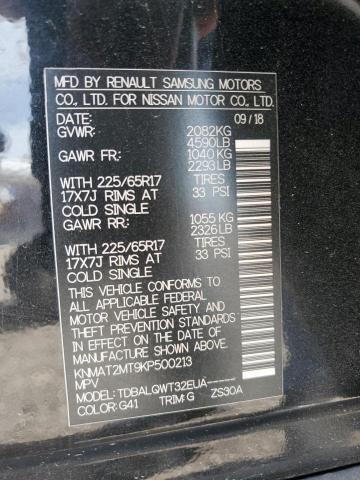 MFD BY RENAULT SAMSUNG MOTORS
CO., LTD. FOR NISSAN MOTOR CO., LTD.
DATE: 09/18
GVWR: 2082KG
4590LB
GAWR FR: 1040KG
2293LB
WITH 225/65R17 TIRES
17X7J RIMS AT 33 PSI
COLD SINGLE
GAWR RR: 1055KG
2326LB
WITH 225/65R17 TIRES
17X7J RIMS AT 33 PSI
COLD SINGLE
THIS VEHICLE CONFORMS TO
ALL APPLICABLE FEDERAL
MOTOR VEHICLE SAFETY AND
THEFT PREVENTION STANDARDS
IN EFFECT ON THE DATE OF
MANUFACTURE SHOWN ABOVE.
KNMAT2MT9KP500213
MPV
MODEL: TDBALQWT32EUA-----
COLOR: G41 TRIM: G ZS30A